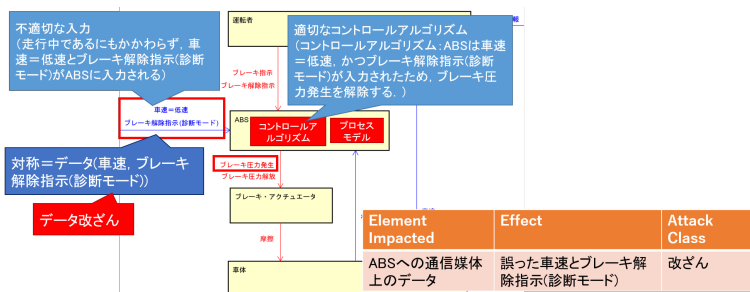 不適切な入力
(走行中であるにもかかわらず,車
速=低速とブレーキ解除指示(診断
モード)がABSに入力される)
運転者
報
適切なコントロールアルゴリズム
(コントロールアルゴリズム:ABSは車速
=低速,かつブレーキ解除指示(診断
モード)が入力されたため,ブレーキ圧
力発生を解除する.)
ブレーキ指示
ブレーキ解除指示
車速=低速
ブレーキ解除指示(診断モード)
ABS
コントロールア
ルゴリズム
プロセス
モデル
対称=データ(車速,ブレーキ
解除指示(診断モード))
ブレーキ圧力発生
ブレーキ圧力解放
データ改ざん
ブレーキ・アクチュエータ
摩擦
車体
Element
Impacted
Effect
Attack
Class
ABSへの通信媒体
上のデータ
誤った車速とブレーキ解
除指示(診断モード)
改ざん